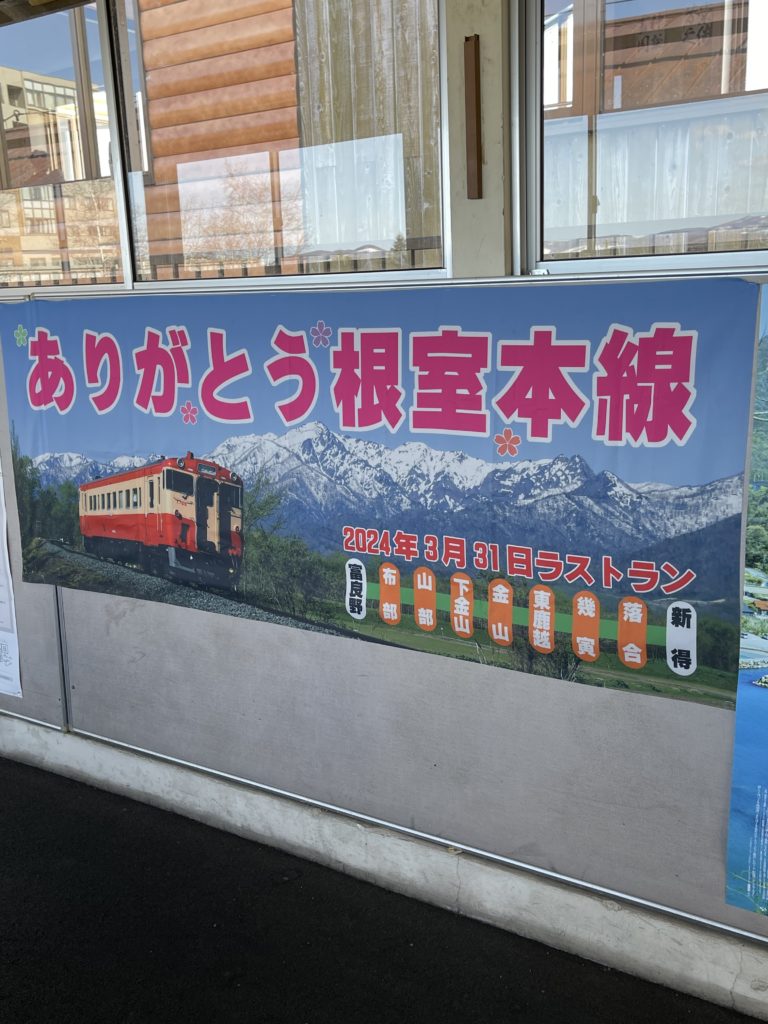 ありがとう根室本線
2024年3月31日ラストラン
富良野
布部
山部
下金山
金山
東鹿越
幾寅
落合
新得